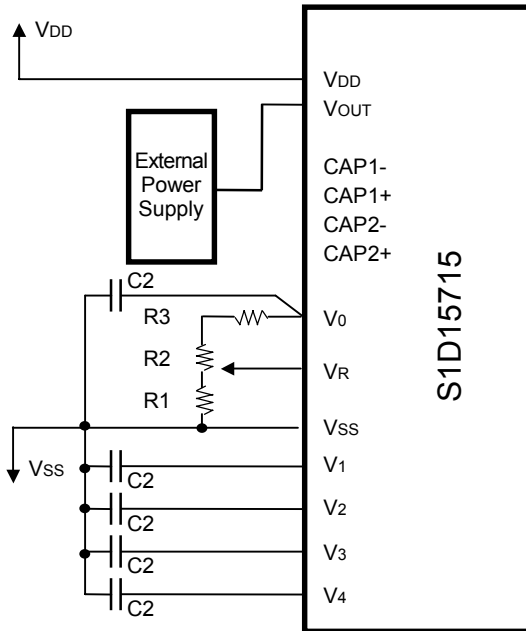 VDD
VDD
VOUT
External
Power
Supply
CAP1-
CAP1+
CAP2-
CAP2+
S1D15715
C2
R3
V0
R2
VR
R1
VSS
VSS
V1
C2
V2
C2
V3
C2
V4
C2